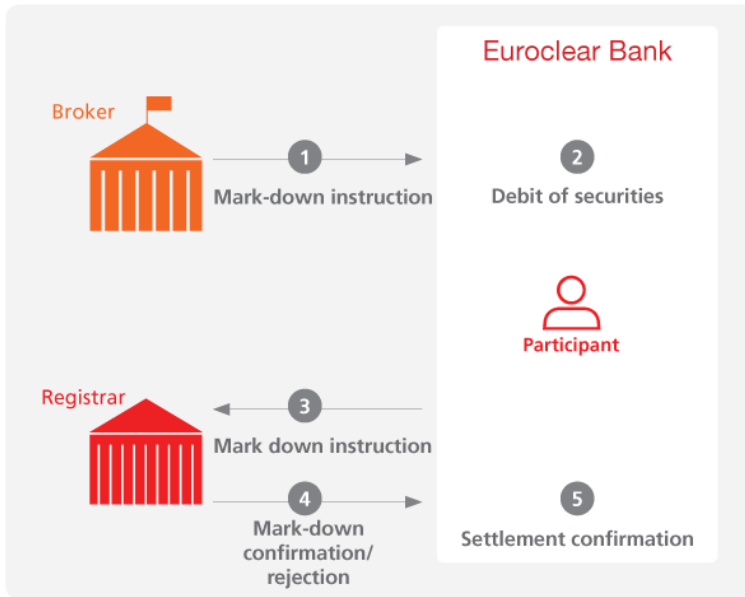 Euroclear Bank
Broker
1
2
Mark-down instruction
Debit of securities
Participant
Registrar
3
Mark down instruction
4
5
Mark-down
confirmation/
rejection
Settlement confirmation